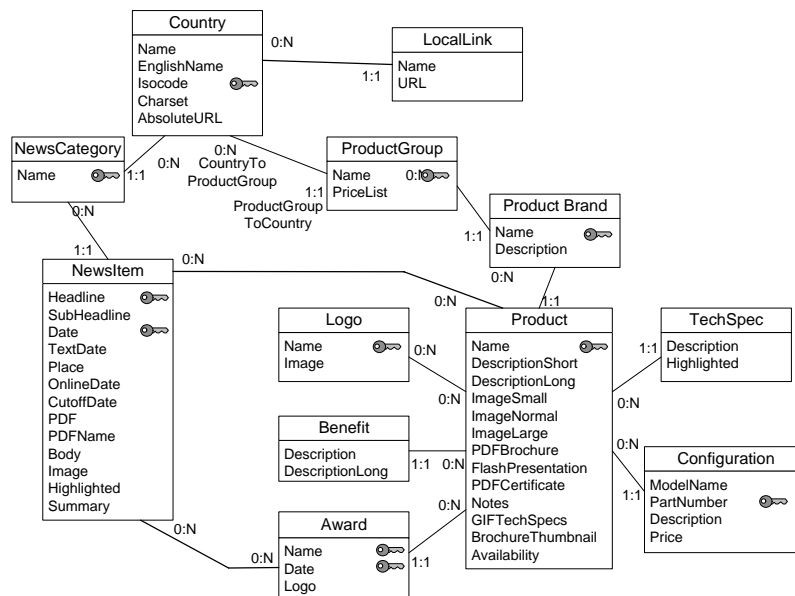 Country
Name
EnglishName
Isocode
Charset
AbsoluteURL
0:N
1:1
LocalLink
Name
URL
NewsCategory
Name
1:1
0:N
0:N
CountryTo
ProductGroup
1:1
ProductGroup
ToCountry
ProductGroup
Name
0:N
PriceList
1:1
Product Brand
Name
Description
0:N
0:N
1:1
1:1
NewsItem
Headline
SubHeadline
Date
TextDate
Place
OnlineDate
CutoffDate
PDF
PDFName
Body
Image
Highlighted
Summary
0:N
0:N
Logo
Name
Image
0:N
0:N
Product
Name
DescriptionShort
DescriptionLong
ImageSmall
ImageNormal
ImageLarge
PDFBrochure
FlashPresentation
PDFCertificate
Notes
GIFTechSpecs
BrochureThumbnail
Availability
TechSpec
Description
Highlighted
1:1
0:N
Benefit
Description
DescriptionLong
1:1
0:N
0:N
Configuration
ModelName
PartNumber
Description
Price
1:1
0:N
Award
Name
Date
Logo
1:1
0:N
0:N